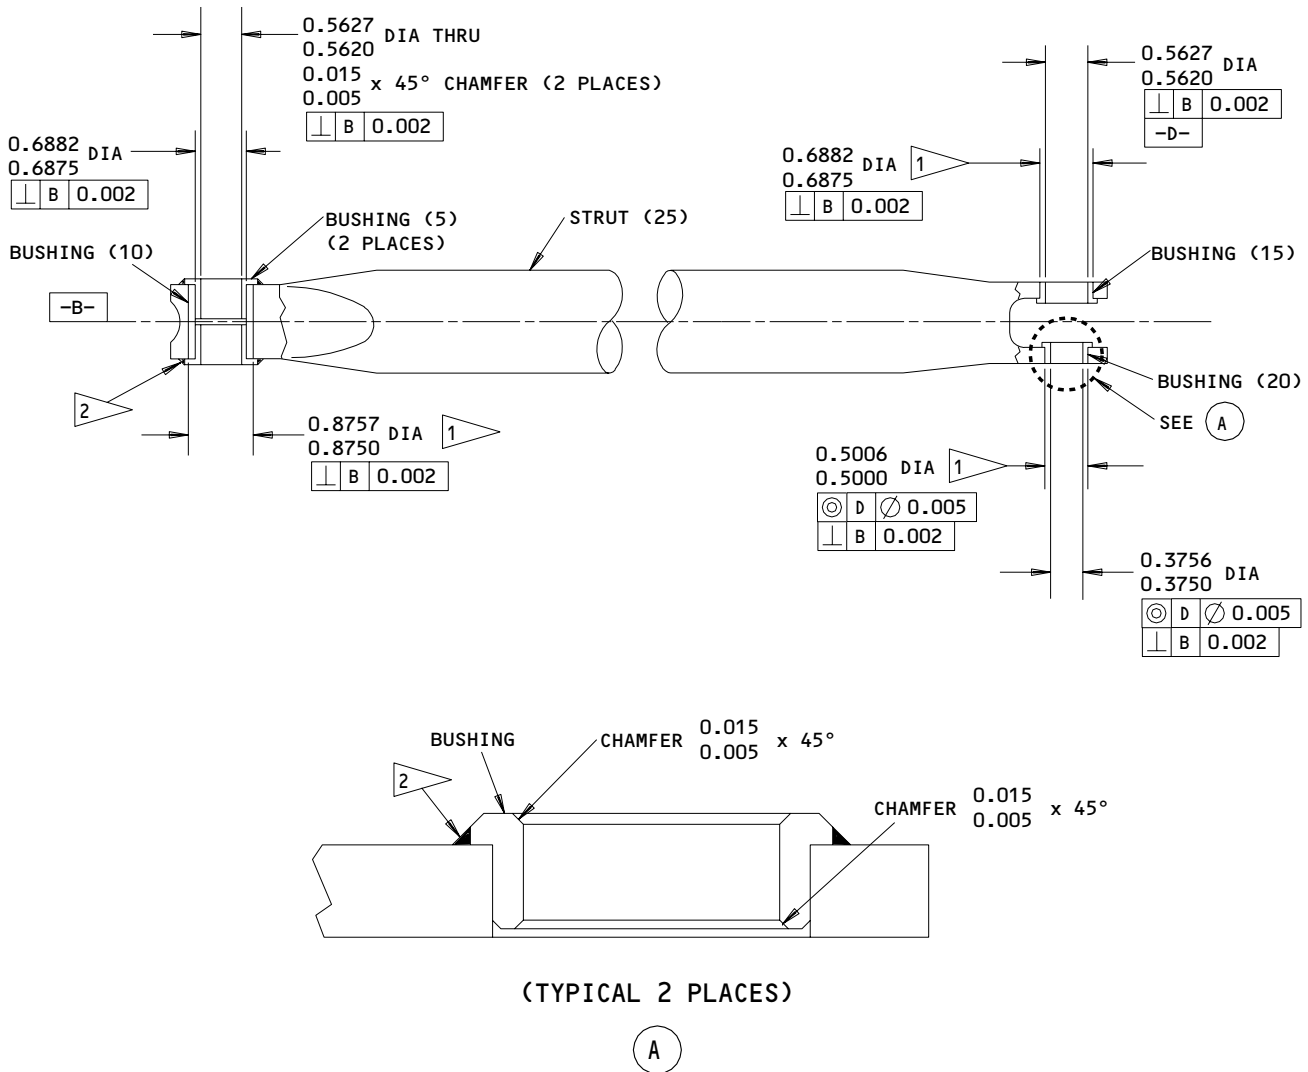 0.5627
0.5620 DIA THRU
0.015
0.005 x 45° CHAMFER (2 PLACES)
⊥ B 0.002
0.6882
0.6875 DIA
⊥ B 0.002
BUSHING (10)
-B-
BUSHING (5)
(2 PLACES)
STRUT (25)
2
0.8757
0.8750 DIA 1
⊥ B 0.002
0.5627
0.5620 DIA
⊥ B 0.002
-D-
0.6882
0.6875 DIA 1
⊥ B 0.002
BUSHING (15)
BUSHING (20)
SEE A
0.5006
0.5000 DIA 1
◎ D ∅ 0.005
⊥ B 0.002
0.3756
0.3750 DIA
◎ D ∅ 0.005
⊥ B 0.002
BUSHING
2
CHAMFER 0.015
0.005 x 45°
CHAMFER 0.015
0.005 x 45°
(TYPICAL 2 PLACES)
A